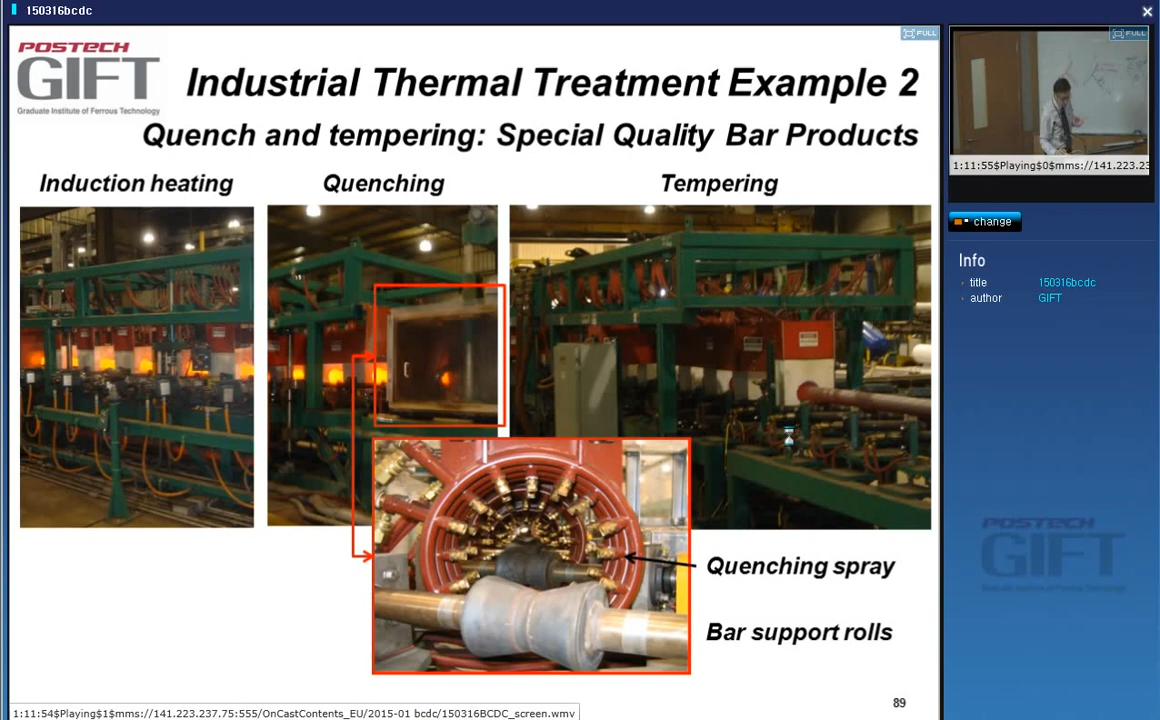 150316bcdc
POSTECH
GIFT
Graduate Institute of Ferrous Technology
Industrial Thermal Treatment Example 2
Quench and tempering: Special Quality Bar Products
Induction heating
Quenching
Tempering
Quenching spray
Bar support rolls
89
1:11:54$Playing$1$mms://141.223.237.75:555/OnCastContents_EU/2015-01 bcdc/150316BCDC_screen.wmv
FULL
FULL
1:11:55$Playing$0$mms://141.223.23
change
Info
title 150316bcdc
author GIFT
POSTECH
GIFT